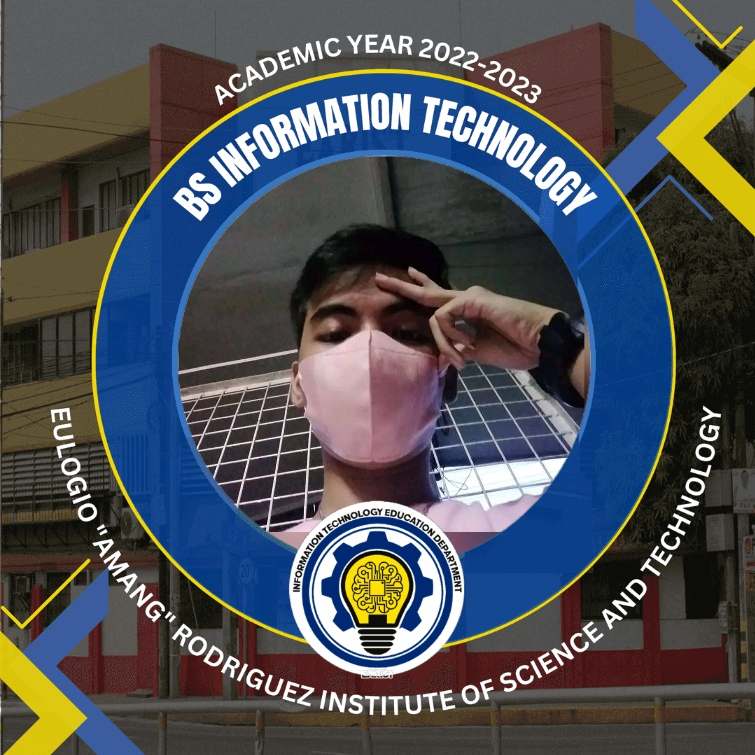 ACADEMIC YEAR 2022-2023
BS INFORMATION TECHNOLOGY
INFORMATION TECHNOLOGY EDUCATION DEPARTMENT
EULOGIO "AMANG" RODRIGUEZ INSTITUTE OF SCIENCE AND TECHNOLOGY